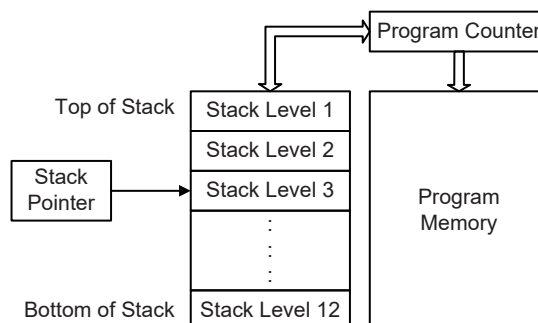 Program Counter
Top of Stack
Stack Level 1
Stack Level 2
Stack
Pointer
Stack Level 3
:
:
:
Program
Memory
Bottom of Stack
Stack Level 12